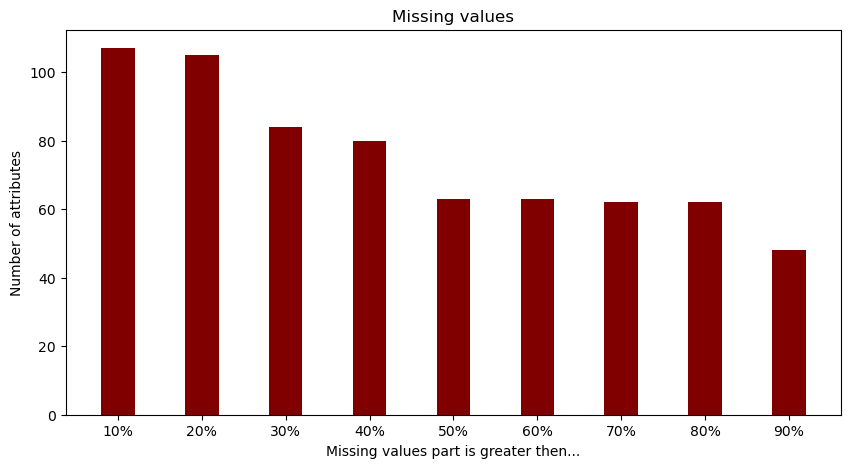 Missing values
Number of attributes
100
80
60
40
20
0
10% 20% 30% 40% 50% 60% 70% 80% 90%
Missing values part is greater then...